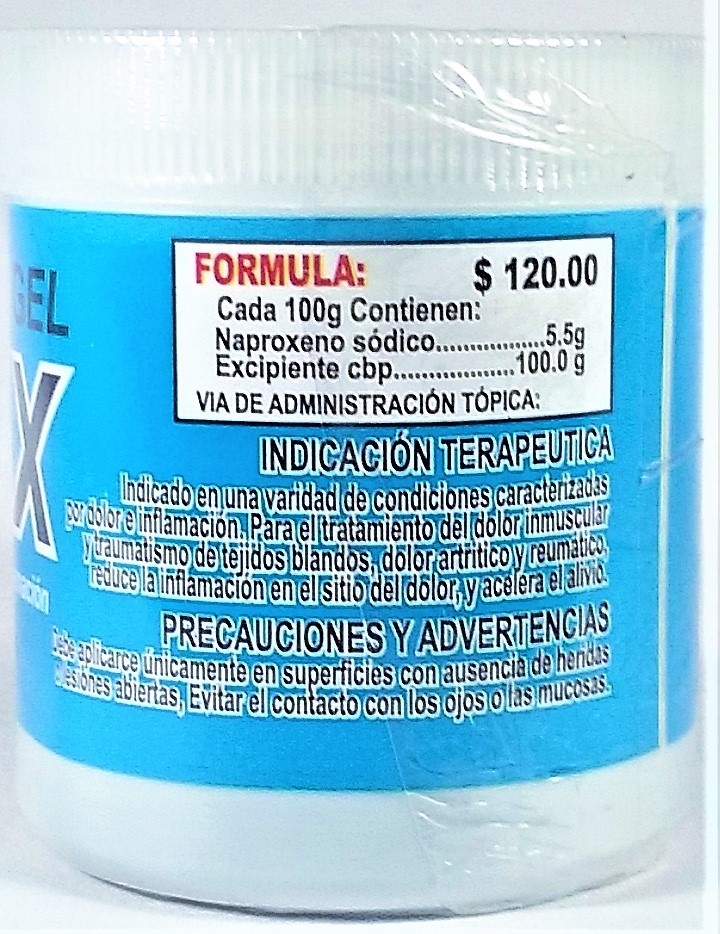 GEL
X
FORMULA: $ 120.00
Cada 100g Contienen:
Naproxeno sódico................5.5g
Excipiente cbp..................100.0 g
VIA DE ADMINISTRACIÓN TÓPICA:
INDICACIÓN TERAPEUTICA
Indicado en una varidad de condiciones caracterizadas
por dolor e inflamación, Para el tratamiento del dolor inmuscular
y traumatismo de tejidos blandos, dolor artritico y reumático,
reduce la inflamación en el sitio del dolor, y acelera el alivio.
PRECAUCIONES Y ADVERTENCIAS
Debe aplicarce únicamente en superficies con ausencia de heridas
o lesiones abiertas, Evitar el contacto con los ojos o las mucosas.